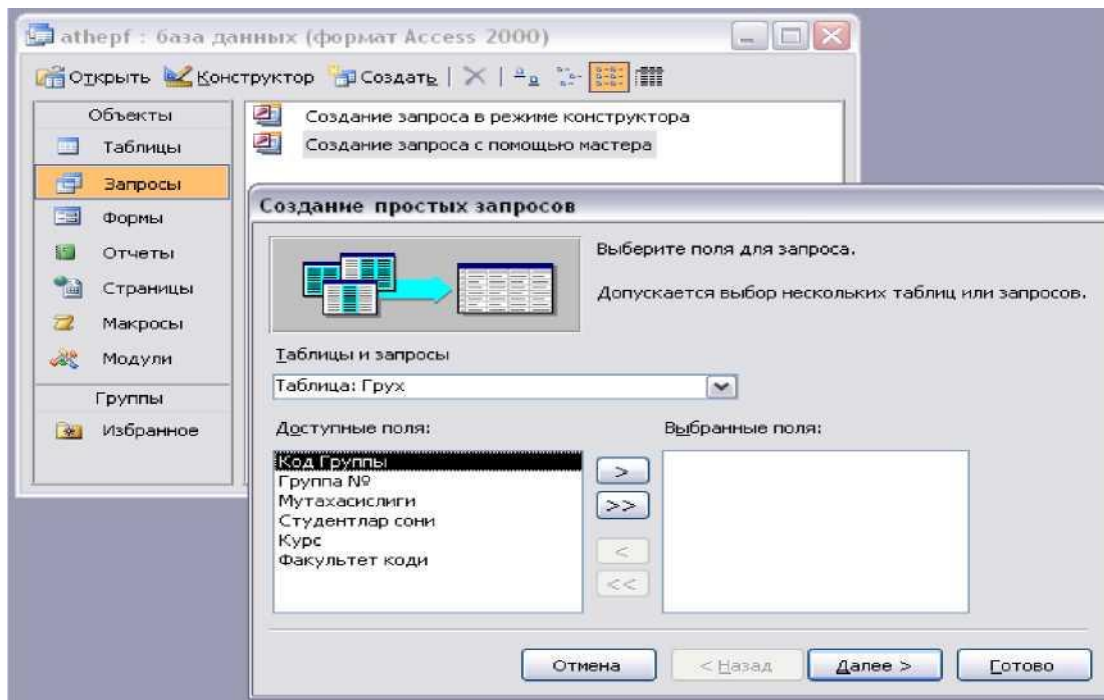 athepf : база данных (формат Access 2000)
Открыть Конструктор Создать
Объекты
Таблицы
Запросы
Формы
Отчеты
Страницы
Макросы
Модули
Группы
Избранное
Создание запроса в режиме конструктора
Создание запроса с помощью мастера
Создание простых запросов
Выберите поля для запроса.
Допускается выбор нескольких таблиц или запросов.
Таблицы и запросы
Таблица: Грух
Доступные поля:
Выбранные поля:
Код Группы
Группа №
Мутахасислиги
Студентлар сони
Курс
Факультет коди
>
>>
<
<<
Отмена
< Назад
Далее >
Готово